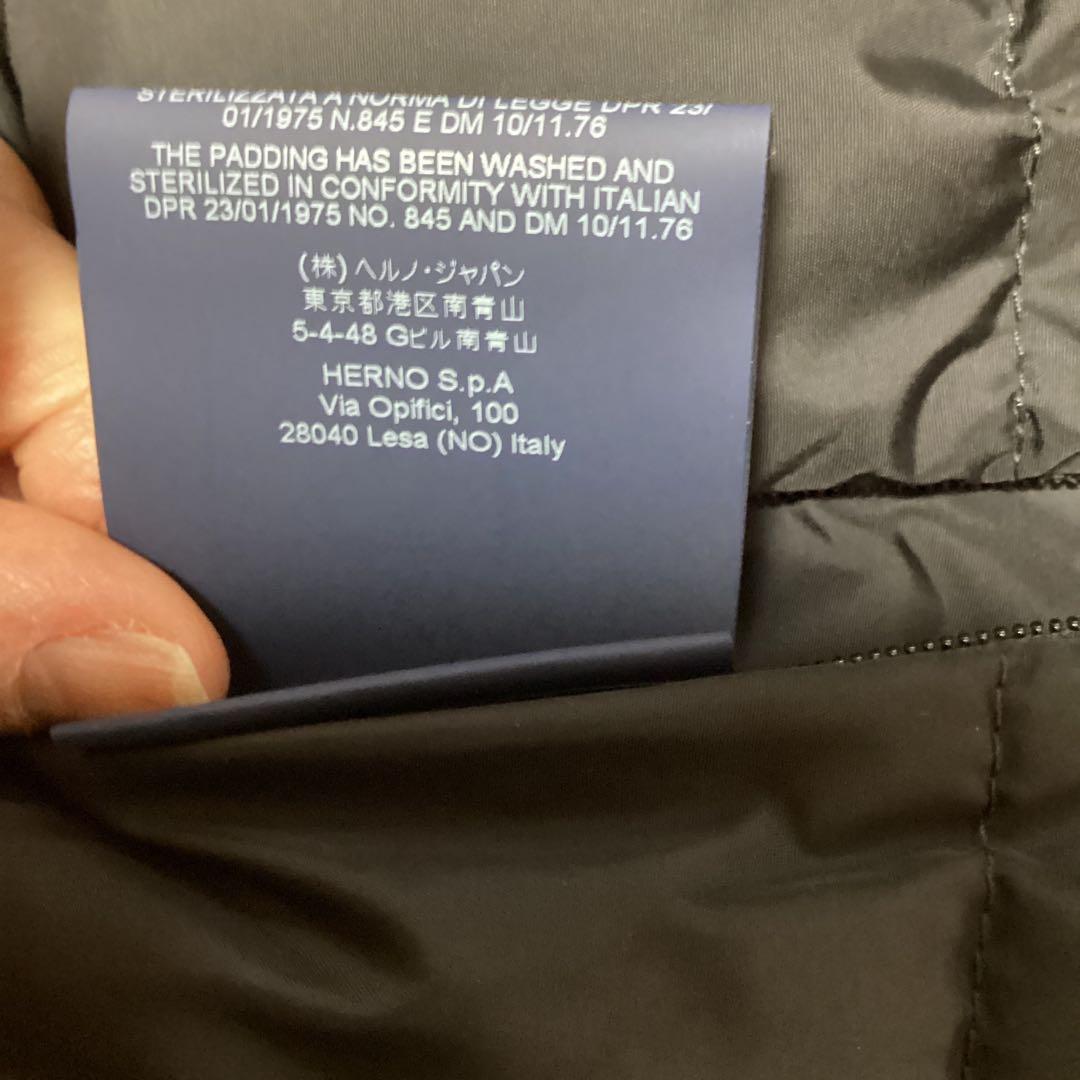 STERILIZZATA A NORMA DI LEGGE DPR 23/
01/1975 N.845 E DM 10/11.76
THE PADDING HAS BEEN WASHED AND
STERILIZED IN CONFORMITY WITH ITALIAN
DPR 23/01/1975 NO. 845 AND DM 10/11.76
(株)ヘルノ・ジャパン
東京都港区南青山
5-4-48 Gビル南青山
HERNO S.p.A
Via Opifici, 100
28040 Lesa (NO) Italy